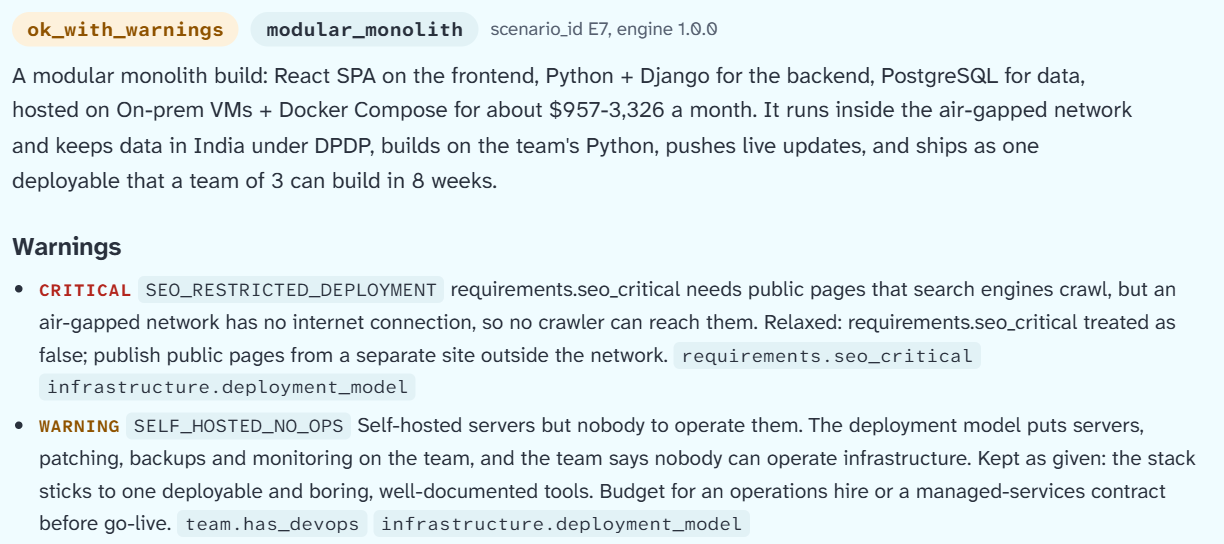 ok_with_warnings modular_monolith scenario_id E7, engine 1.0.0
A modular monolith build: React SPA on the frontend, Python + Django for the backend, PostgreSQL for data,
hosted on On-prem VMs + Docker Compose for about $957-3,326 a month. It runs inside the air-gapped network
and keeps data in India under DPDP, builds on the team's Python, pushes live updates, and ships as one
deployable that a team of 3 can build in 8 weeks.
Warnings
• CRITICAL SEO_RESTRICTED_DEPLOYMENT requirements.seo_critical needs public pages that search engines crawl, but an
air-gapped network has no internet connection, so no crawler can reach them. Relaxed: requirements.seo_critical treated as
false; publish public pages from a separate site outside the network. requirements.seo_critical
infrastructure.deployment_model
• WARNING SELF_HOSTED_NO_OPS Self-hosted servers but nobody to operate them. The deployment model puts servers,
patching, backups and monitoring on the team, and the team says nobody can operate infrastructure. Kept as given: the stack
sticks to one deployable and boring, well-documented tools. Budget for an operations hire or a managed-services contract
before go-live. team.has_devops infrastructure.deployment_model